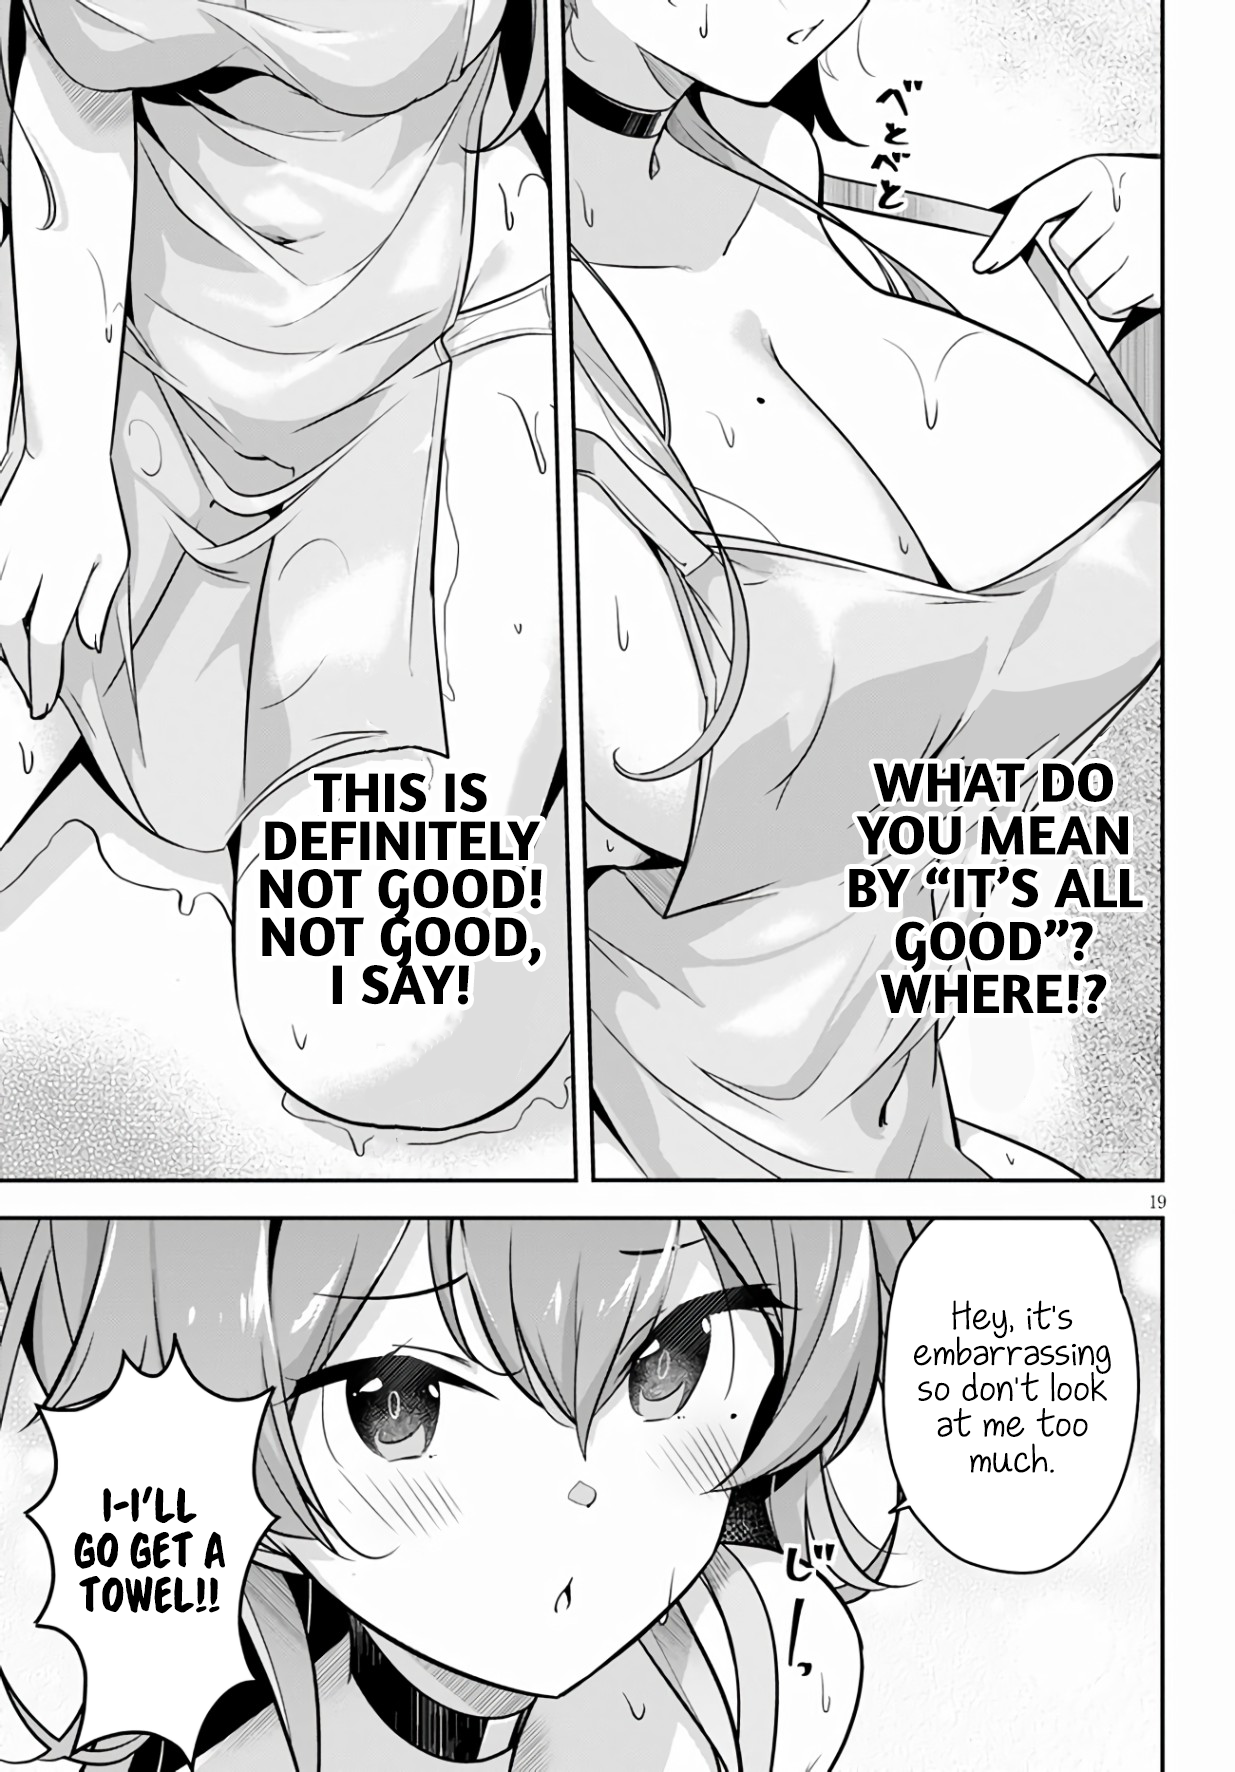 べとべと
WHAT DO
YOU MEAN
BY “IT’S ALL
GOOD”?
WHERE!?
THIS IS
DEFINITELY
NOT GOOD!
NOT GOOD,
I SAY!
19
Hey, it's
embarrassing
so don't look
at me too
much.
じーっ
I-I’LL
GO GET A
TOWEL!!